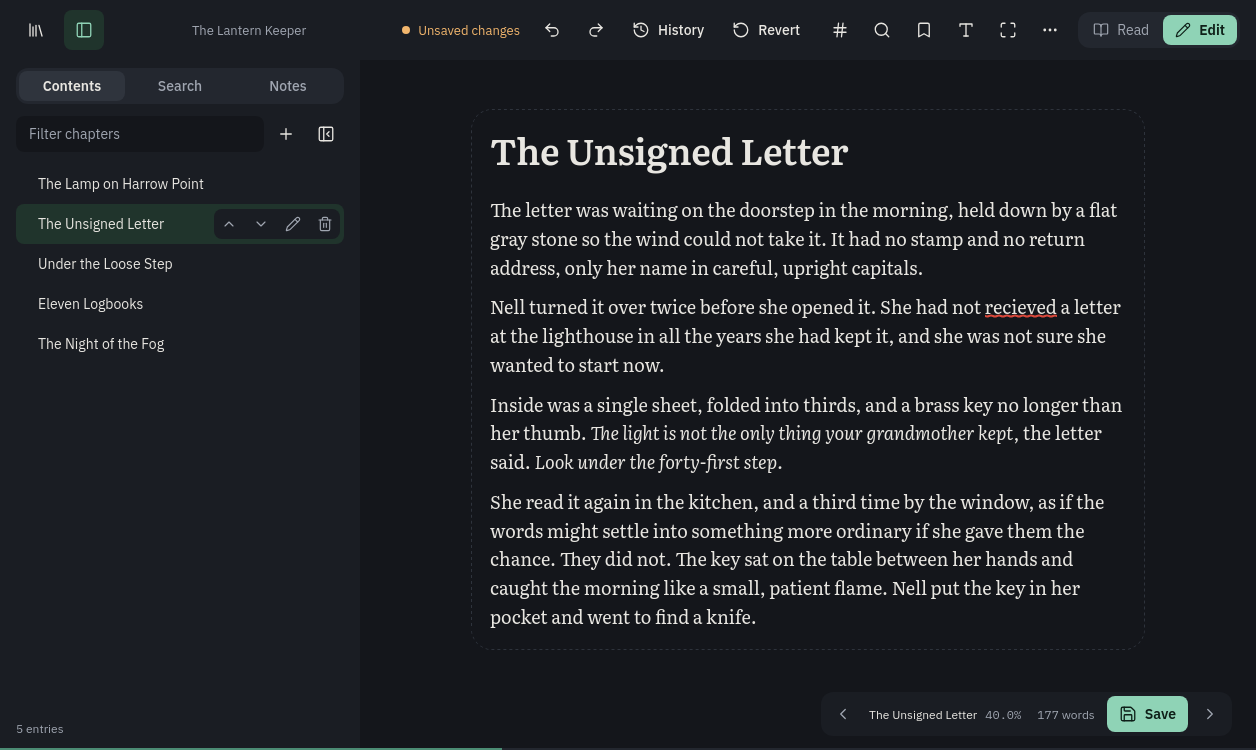 The Lantern Keeper
Unsaved changes
History
Revert
Read
Edit
Contents
Search
Notes
Filter chapters
The Lamp on Harrow Point
The Unsigned Letter
Under the Loose Step
Eleven Logbooks
The Night of the Fog
5 entries
The Unsigned Letter
The letter was waiting on the doorstep in the morning, held down by a flat
gray stone so the wind could not take it. It had no stamp and no return
address, only her name in careful, upright capitals.
Nell turned it over twice before she opened it. She had not recieved a letter
at the lighthouse in all the years she had kept it, and she was not sure she
wanted to start now.
Inside was a single sheet, folded into thirds, and a brass key no longer than
her thumb. The light is not the only thing your grandmother kept, the letter
said. Look under the forty-first step.
She read it again in the kitchen, and a third time by the window, as if the
words might settle into something more ordinary if she gave them the
chance. They did not. The key sat on the table between her hands and
caught the morning like a small, patient flame. Nell put the key in her
pocket and went to find a knife.
The Unsigned Letter 40.0% 177 words
Save